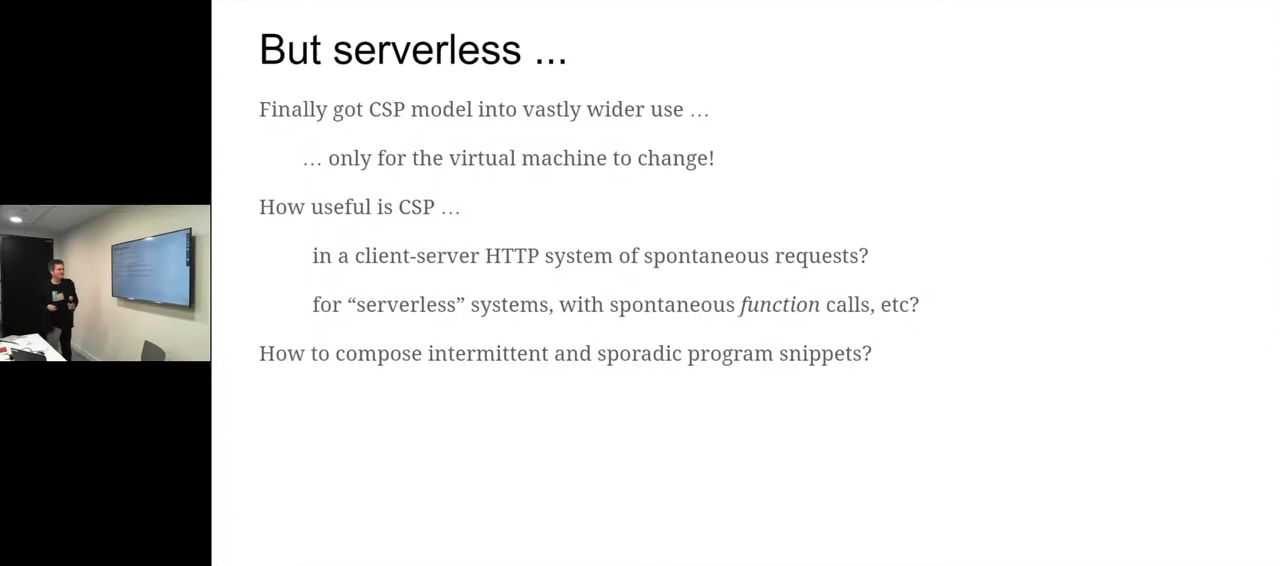 But serverless ...
Finally got CSP model into vastly wider use …
… only for the virtual machine to change!
How useful is CSP …
in a client-server HTTP system of spontaneous requests?
for “serverless” systems, with spontaneous function calls, etc?
How to compose intermittent and sporadic program snippets?